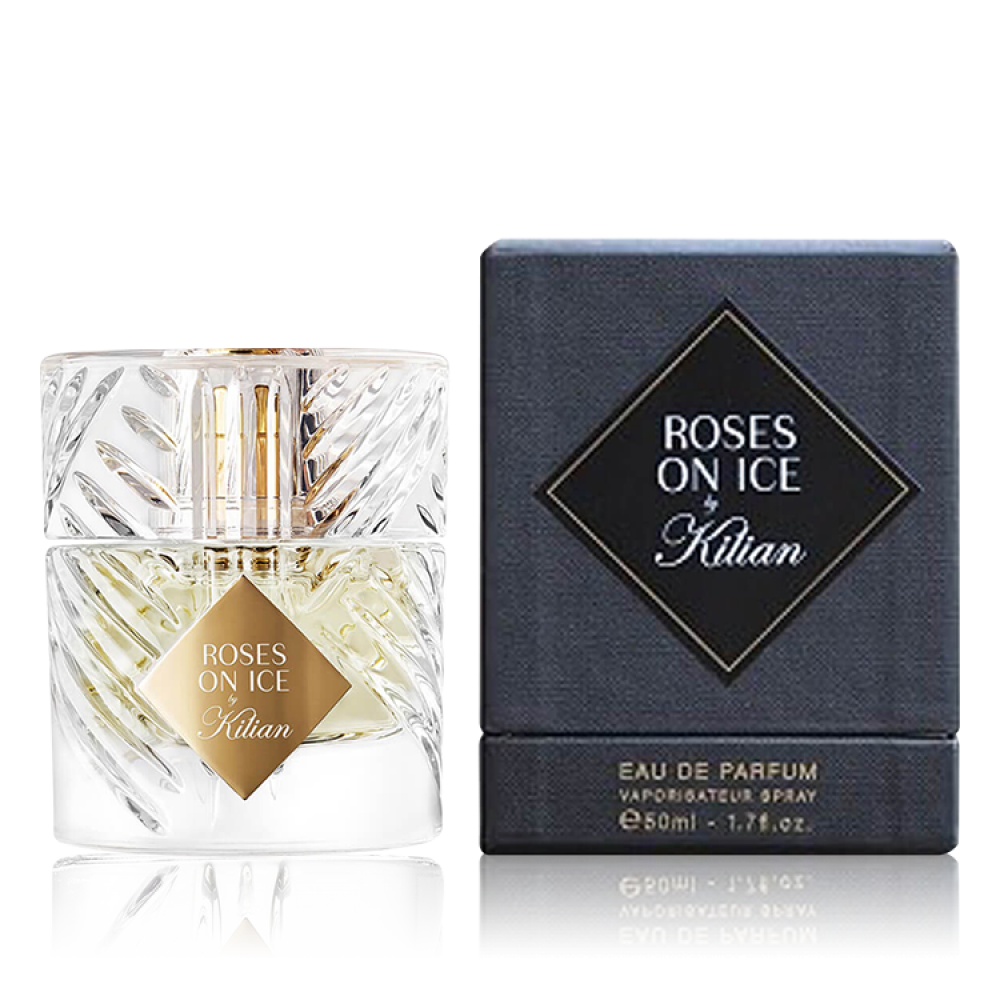 ROSES
ON ICE
by
Kilian
ROSES
ON ICE
by
Kilian
EAU DE PARFUM
VAPORISATEUR SPRAY
℮50ml - 1.7fl.oz.